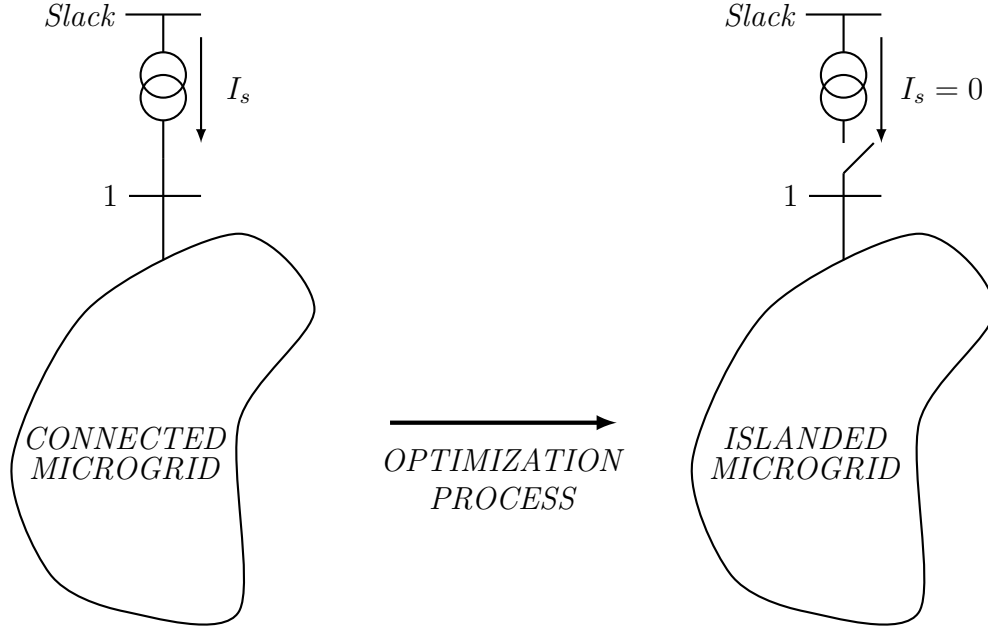 Slack
I_s
1
CONNECTED
MICROGRID
OPTIMIZATION
PROCESS
Slack
I_s = 0
1
ISLANDED
MICROGRID